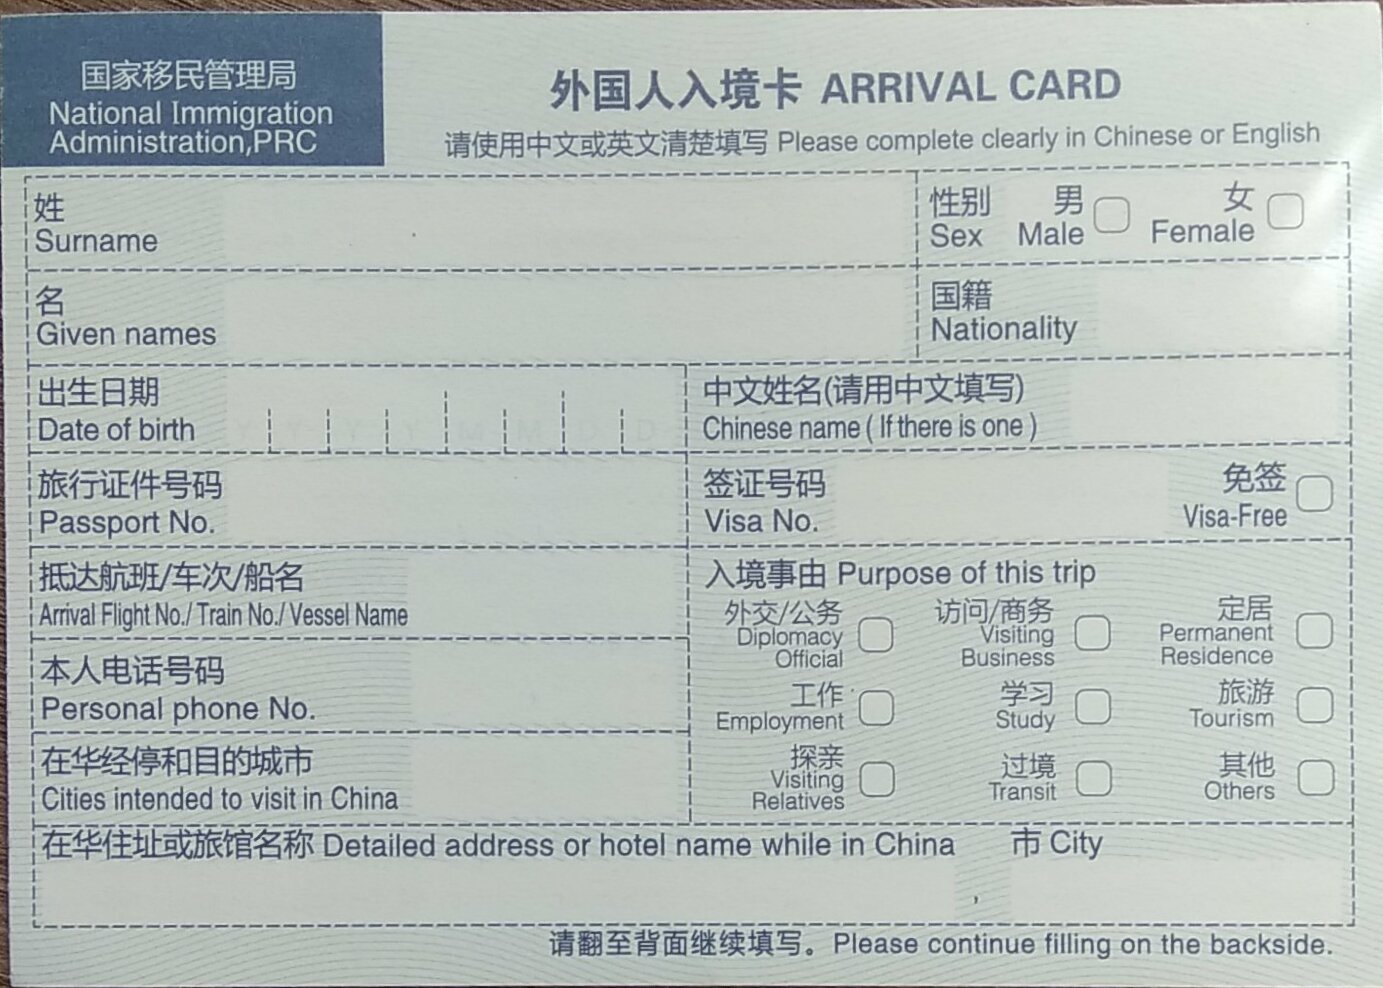 国家移民管理局
National Immigration
Administration,PRC
外国人入境卡 ARRIVAL CARD
请使用中文或英文清楚填写 Please complete clearly in Chinese or English
姓
Surname
性别 男 女
Sex Male Female
名
Given names
国籍
Nationality
出生日期
Date of birth
Y Y Y Y M M D D
中文姓名(请用中文填写)
Chinese name ( If there is one )
旅行证件号码
Passport No.
签证号码
Visa No.
免签
Visa-Free
抵达航班/车次/船名
Arrival Flight No./ Train No./ Vessel Name
本人电话号码
Personal phone No.
在华经停和目的城市
Cities intended to visit in China
入境事由 Purpose of this trip
外交/公务
Diplomacy
Official
访问/商务
Visiting
Business
定居
Permanent
Residence
工作
Employment
学习
Study
旅游
Tourism
探亲
Visiting
Relatives
过境
Transit
其他
Others
在华住址或旅馆名称 Detailed address or hotel name while in China 市 City
,
请翻至背面继续填写。Please continue filling on the backside.